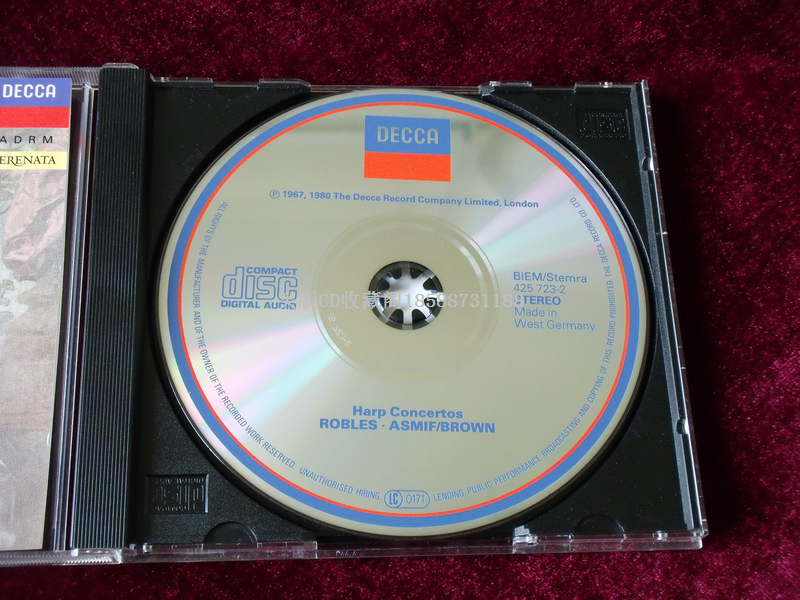 DECCA
ADRM
ERENATA
DECCA
℗ 1967, 1980 The Decca Record Company Limited, London
COMPACT
disc
DIGITAL AUDIO
BIEM/Stemra
425 723-2
STEREO
Made in
West Germany
Harp Concertos
ROBLES · ASMIF/BROWN
ALL RIGHTS OF THE MANUFACTURER AND OF THE OWNER OF THE RECORDED WORK RESERVED UNAUTHORISED HIRING LC 0171 LENDING PUBLIC PERFORMANCE BROADCASTING AND COPYING OF THIS RECORD PROHIBITED THE DECCA RECORD CO. LTD.